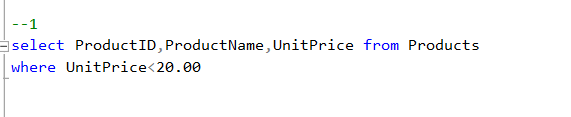 --1
select ProductID,ProductName,UnitPrice from Products
where UnitPrice<20.00